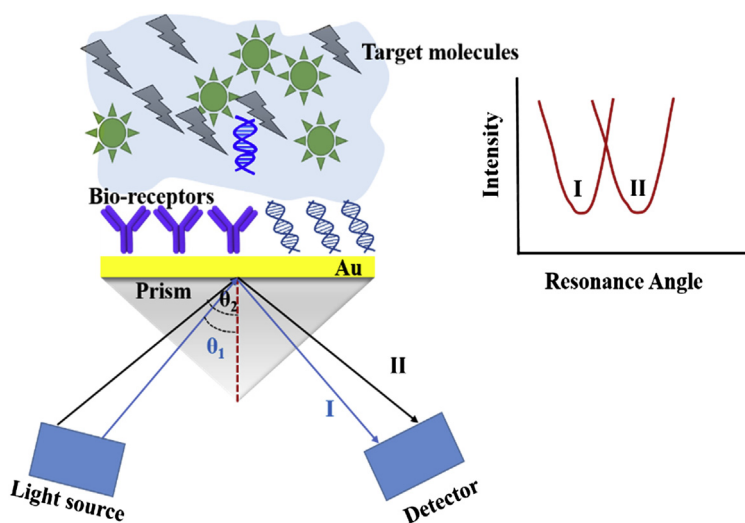 Target molecules
Bio-receptors
Au
Prism
θ2
θ1
II
I
Light source
Detector
Intensity
I
II
Resonance Angle